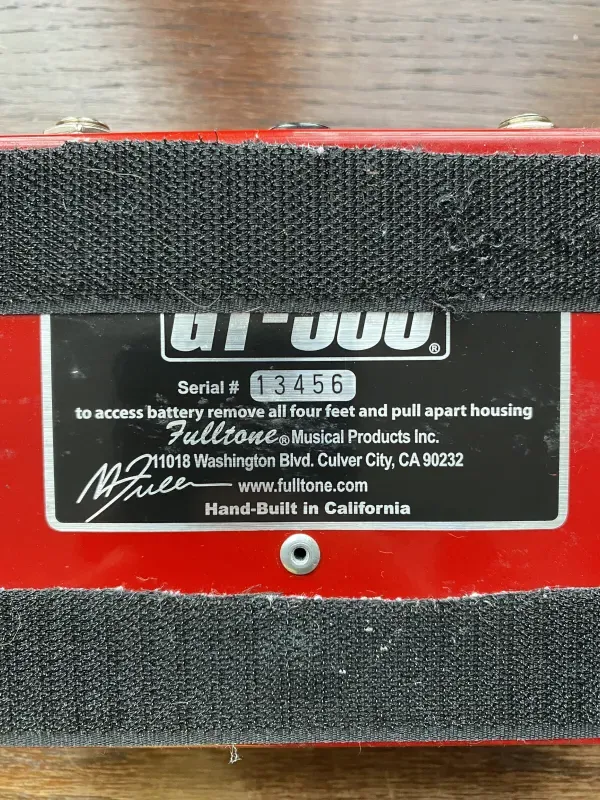 GT-500®
Serial # 13456
to access battery remove all four feet and pull apart housing
Fulltone® Musical Products Inc.
11018 Washington Blvd. Culver City, CA 90232
www.fulltone.com
Hand-Built in California